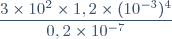 3 × 10² × 1,2 × (10⁻³)⁴
0,2 × 10⁻⁷